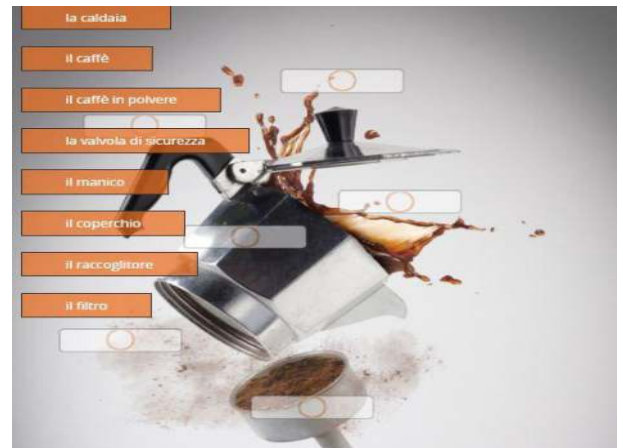 la caldaia
il caffè
il caffè in polvere
la valvola di sicurezza
il manico
il coperchio
il raccoglitore
il filtro